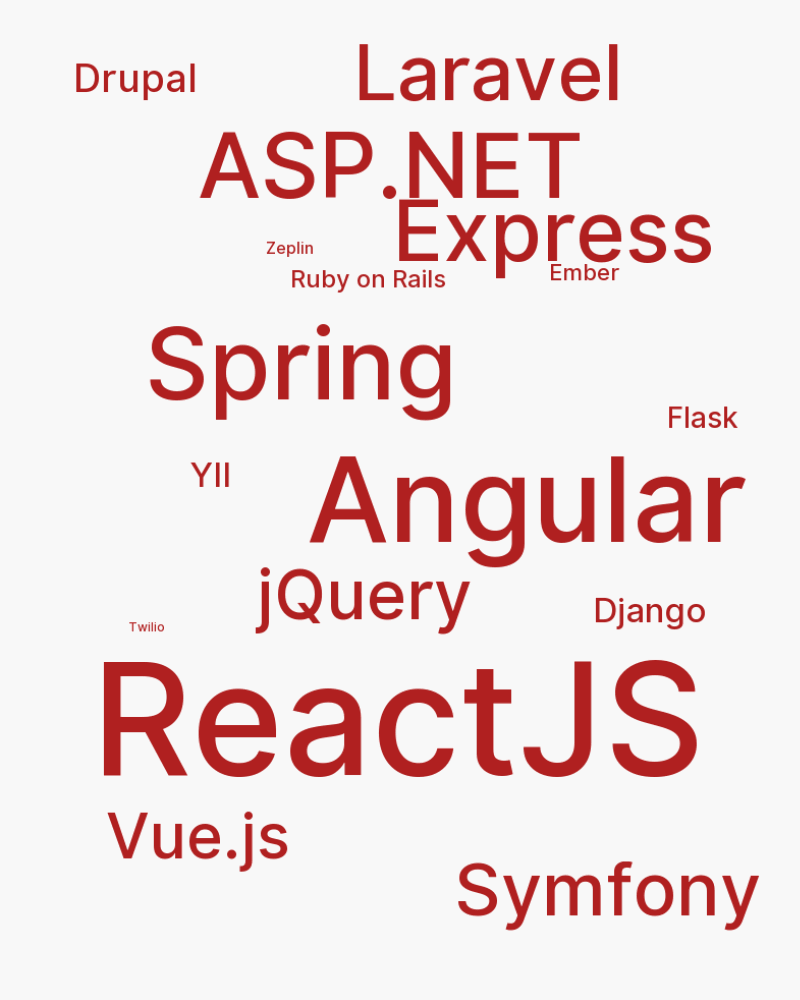 Drupal
Laravel
ASP.NET
Express
Zeplin
Ember
Ruby on Rails
Spring
Flask
YII
Angular
jQuery
Django
Twilio
ReactJS
Vue.js
Symfony